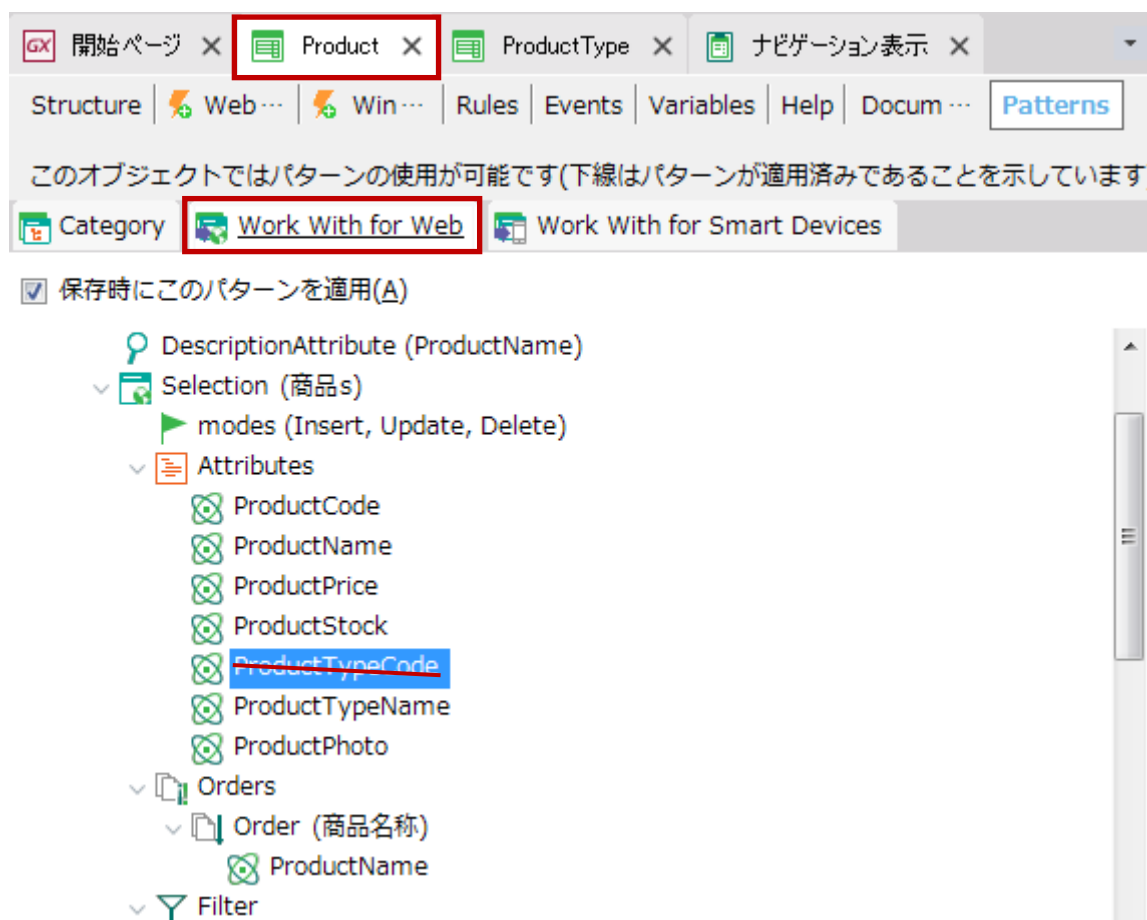 GX 開始ページ Product ProductType ナビゲーション表示
Structure Web… Win… Rules Events Variables Help Docum… Patterns
このオブジェクトではパターンの使用が可能です(下線はパターンが適用済みであることを示しています
Category Work With for Web Work With for Smart Devices
保存時にこのパターンを適用(A)
DescriptionAttribute (ProductName)
Selection (商品s)
modes (Insert, Update, Delete)
Attributes
ProductCode
ProductName
ProductPrice
ProductStock
ProductTypeCode
ProductTypeName
ProductPhoto
Orders
Order (商品名称)
ProductName
Filter